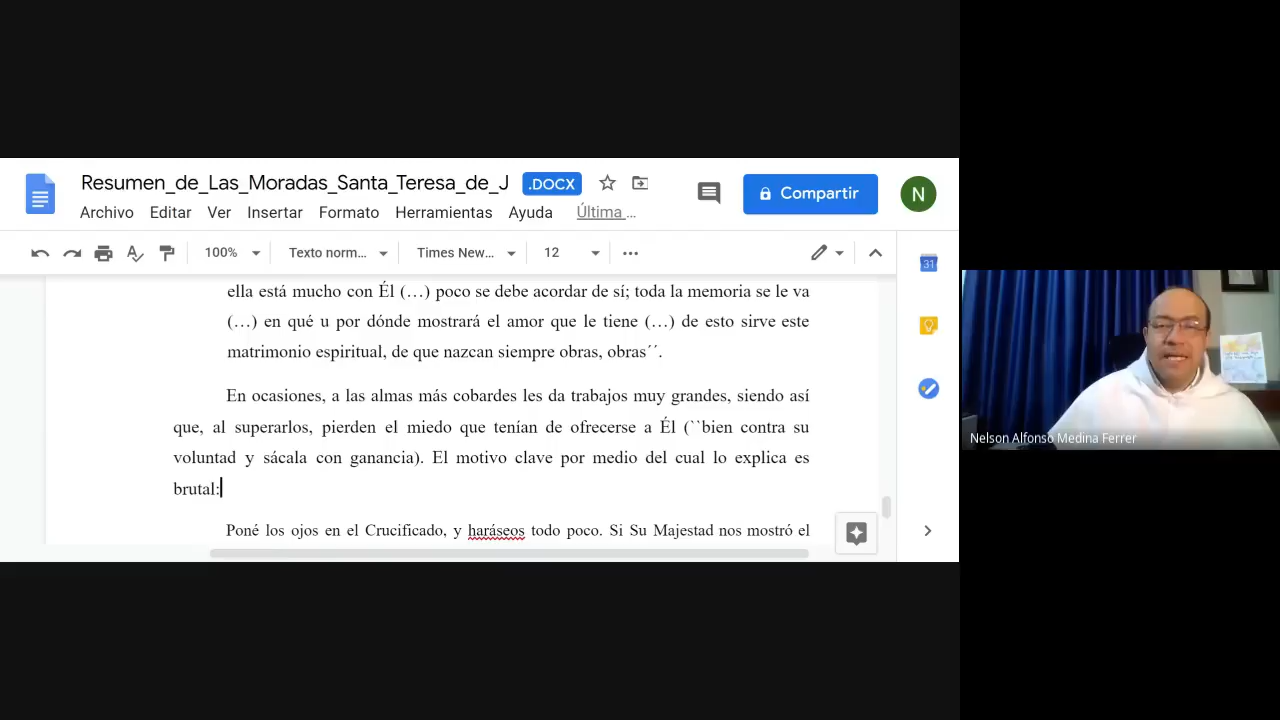 Resumen_de_Las_Moradas_Santa_Teresa_de_J .DOCX
Archivo Editar Ver Insertar Formato Herramientas Ayuda Última ...
Compartir
N
100% Texto norm... Times New... 12
31
ella está mucho con Él (…) poco se debe acordar de sí; toda la memoria se le va
(…) en qué u por dónde mostrará el amor que le tiene (…) de esto sirve este
matrimonio espiritual, de que nazcan siempre obras, obras´´.
En ocasiones, a las almas más cobardes les da trabajos muy grandes, siendo así
que, al superarlos, pierden el miedo que tenían de ofrecerse a Él (``bien contra su
voluntad y sácala con ganancia). El motivo clave por medio del cual lo explica es
brutal:
Poné los ojos en el Crucificado, y haráseos todo poco. Si Su Majestad nos mostró el
Nelson Alfonso Medina Ferrer